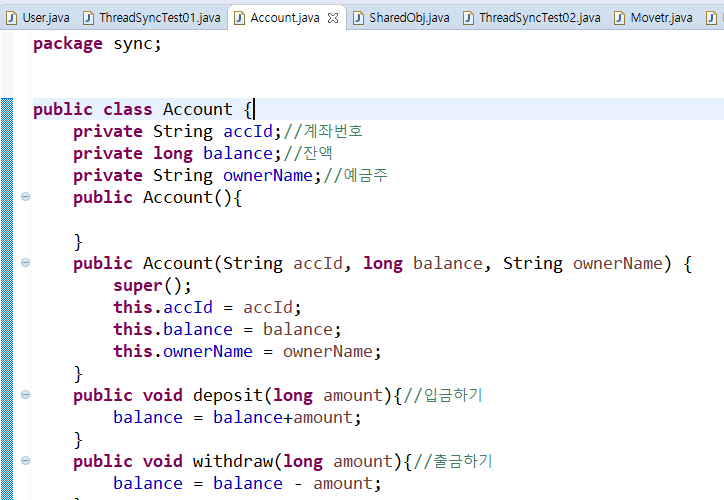 User.java ThreadSyncTest01.java Account.java SharedObj.java ThreadSyncTest02.java Movetr.java
package sync;
public class Account {
private String accId;//계좌번호
private long balance;//잔액
private String ownerName;//예금주
public Account(){
}
public Account(String accId, long balance, String ownerName) {
super();
this.accId = accId;
this.balance = balance;
this.ownerName = ownerName;
}
public void deposit(long amount){//입금하기
balance = balance+amount;
}
public void withdraw(long amount){//출금하기
balance = balance - amount;